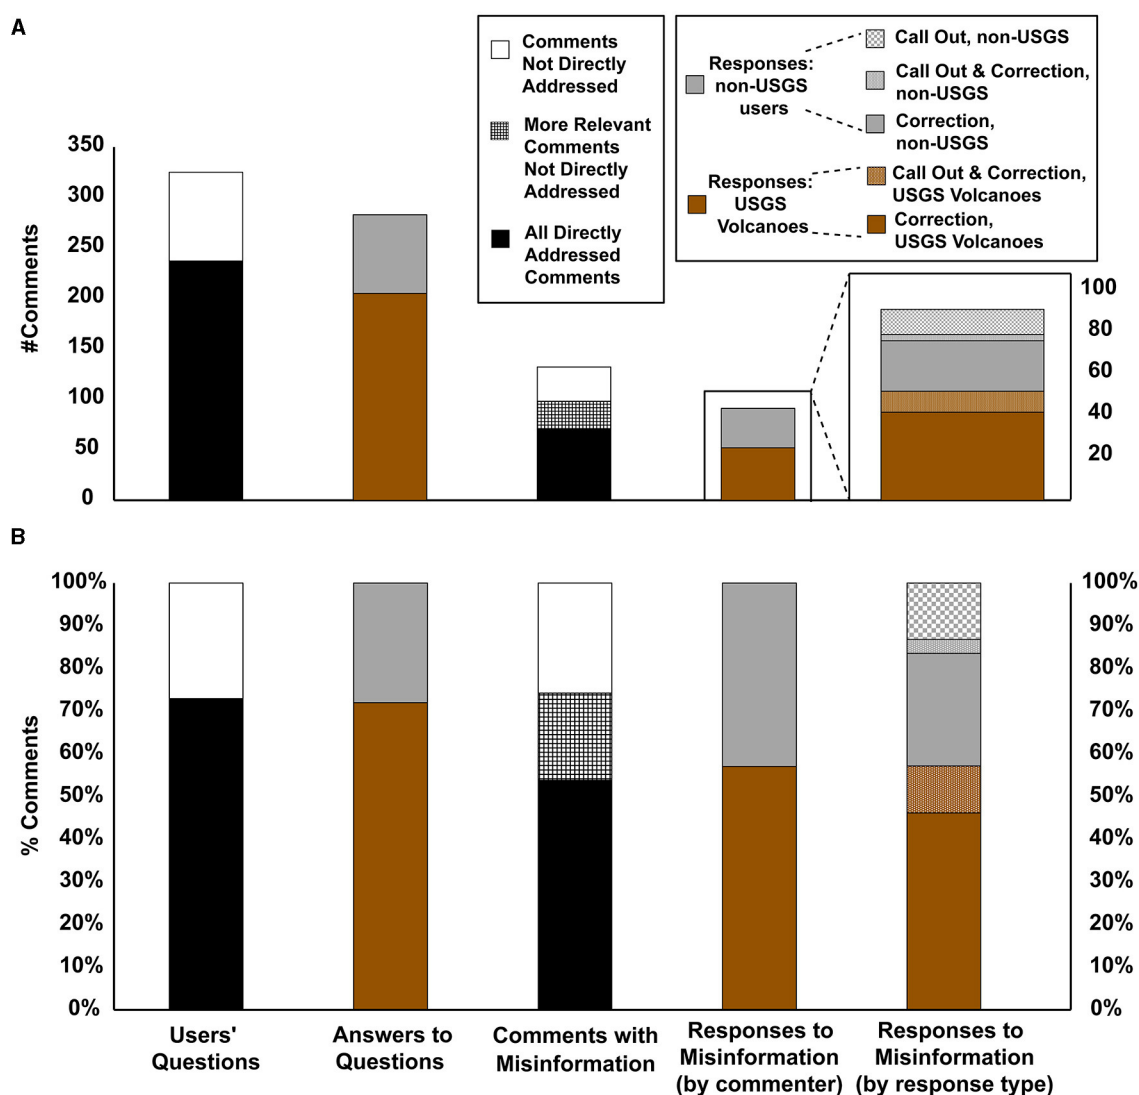 A
Comments
Not Directly
Addressed
More Relevant
Comments
Not Directly
Addressed
All Directly
Addressed
Comments
Responses:
non-USGS
users
Call Out, non-USGS
Call Out & Correction,
non-USGS
Correction,
non-USGS
Responses:
USGS
Volcanoes
Call Out & Correction,
USGS Volcanoes
Correction,
USGS Volcanoes
#Comments
350
300
250
200
150
100
50
0
100
80
60
40
20
B
% Comments
100%
90%
80%
70%
60%
50%
40%
30%
20%
10%
0%
100%
90%
80%
70%
60%
50%
40%
30%
20%
10%
0%
Users'
Questions
Answers to
Questions
Comments with
Misinformation
Responses to
Misinformation
(by commenter)
Responses to
Misinformation
(by response type)